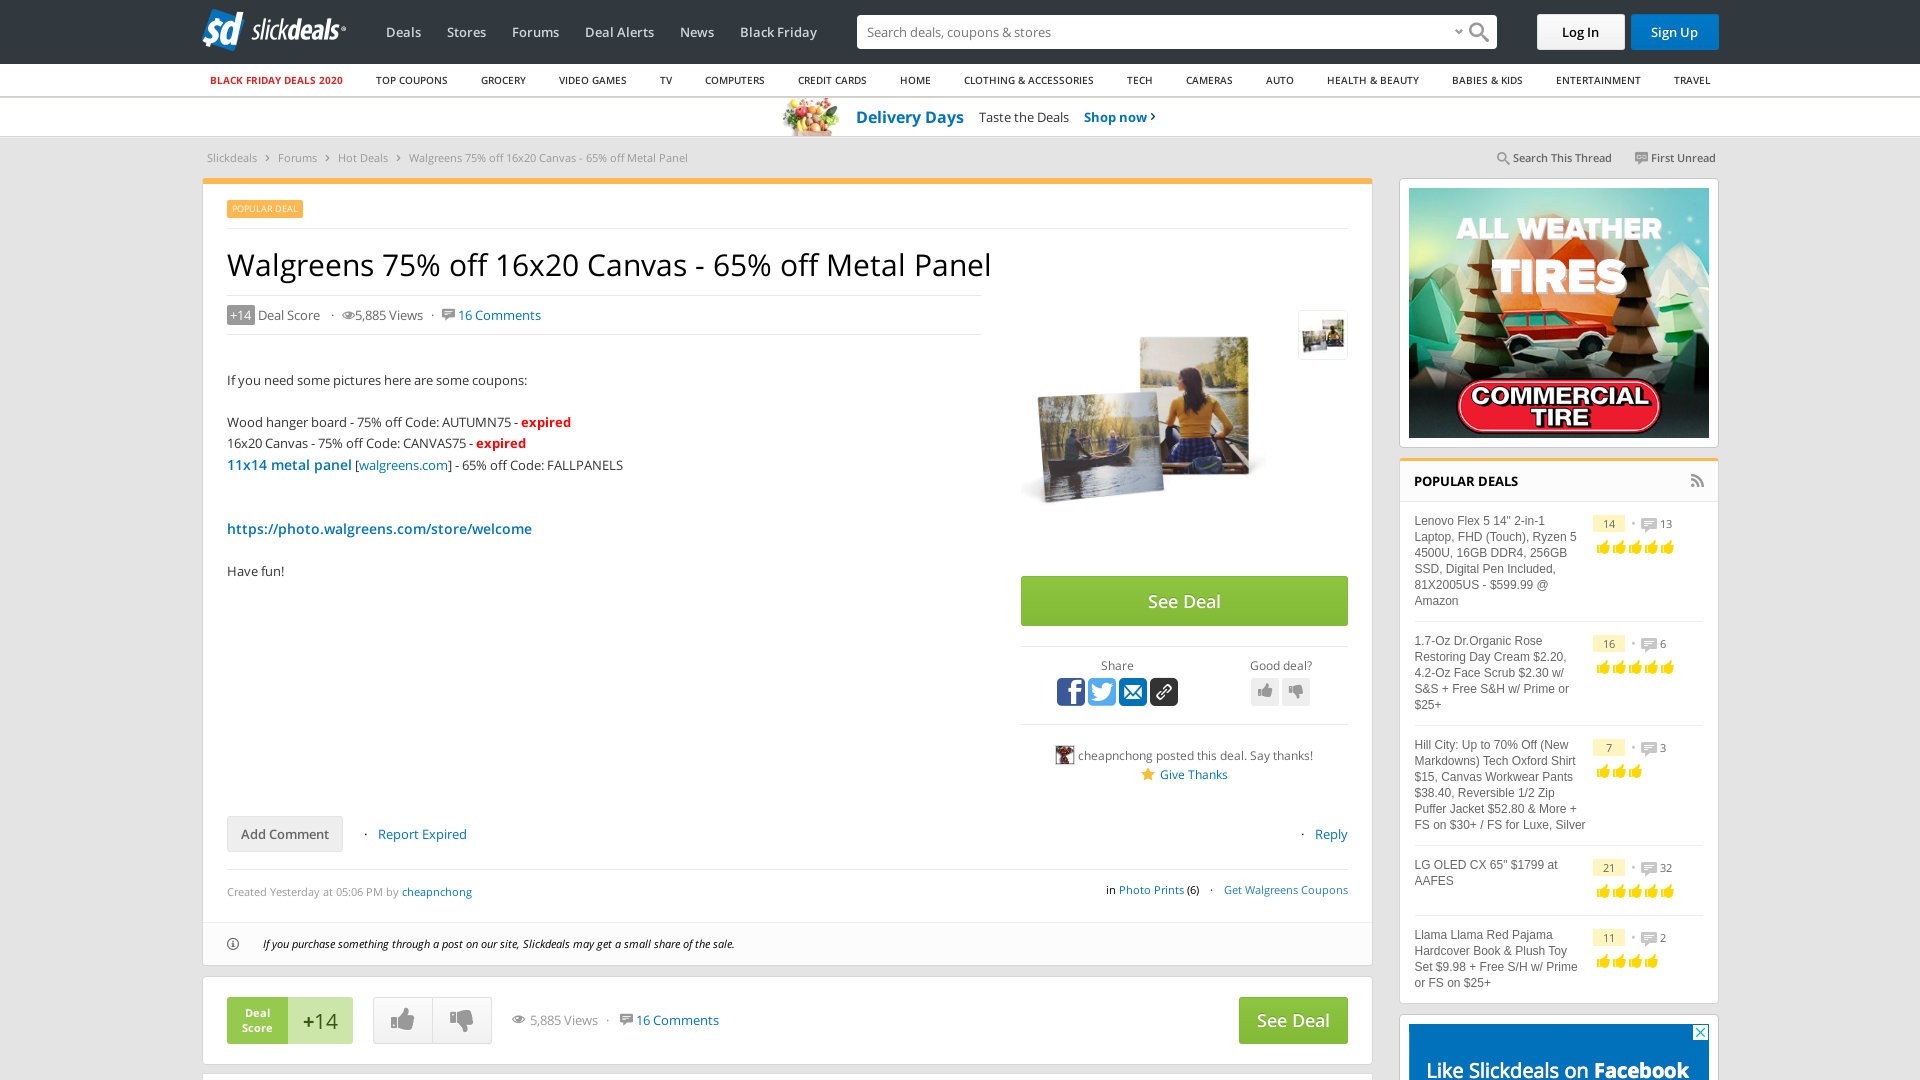 slickdeals
Deals Stores Forums Deal Alerts News Black Friday
Search deals, coupons & shopping
Log In Sign Up
BLACK FRIDAY DEALS 2020 TOP COUPONS GROCERY VIDEO GAMES TV COMPUTERS CREDIT CARDS HOME CLOTHING & ACCESSORIES TECH CAMERAS AUTO HEALTH & BEAUTY BABIES & KIDS ENTERTAINMENT TRAVEL
Delivery Days Taste the Deals Shop now ›
Slickdeals › Forums › Hot Deals › Walgreens 75% off 16x20 Canvas - 65% off Metal Panel
Search This Thread First Unread
POPULAR DEAL
Walgreens 75% off 16x20 Canvas - 65% off Metal Panel
+14 Deal Score · 5,885 Views · 16 Comments
If you need some pictures here are some coupons:
Wood hanger board - 75% off Code: AUTUMN75 - expired
16x20 Canvas - 75% off Code: CANVAS75 - expired
11x14 metal panel [walgreens.com] - 65% off Code: FALLPANELS
https://photo.walgreens.com/store/welcome
Have fun!
See Deal
Share
Good deal?
cheapnchong posted this deal. Say thanks!
Give Thanks
Add Comment · Report Expired · Reply
Created Yesterday at 05:06 PM by cheapnchong
in Photo Prints (6) · Get Walgreens Coupons
If you purchase something through a post on our site, Slickdeals may get a small share of the sale.
Deal
Score
+14
5,885 Views · 16 Comments
See Deal
ALL WEATHER
TIRES
COMMERCIAL
TIRE
POPULAR DEALS
Lenovo Flex 5 14" 2-in-1
Laptop, FHD (Touch), Ryzen 5
4500U, 16GB DDR4, 256GB
SSD, Digital Pen Included,
81X2005US - $599.99 @
Amazon
14 • 13
1.7-Oz Dr.Organic Rose
Restoring Day Cream $2.20,
4.2-Oz Face Scrub $2.30 w/
S&S + Free S&H w/ Prime or
$25+
16 • 6
Hill City: Up to 70% Off (New
Markdowns) Tech Oxford Shirt
$15, Canvas Workwear Pants
$38.40, Reversible 1/2 Zip
Puffer Jacket $52.80 & More +
FS on $30+ / FS for Luxe, Silver
7 • 3
LG OLED CX 65" $1799 at
AAFES
21 • 32
Llama Llama Red Pajama
Hardcover Book & Plush Toy
Set $9.98 + Free S/H w/ Prime
or FS on $25+
11 • 2
Like Slickdeals on Facebook